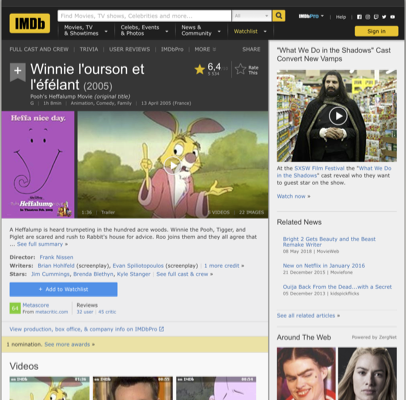 IMDb
Find Movies, TV shows, Celebrities and more...
All
IMDbPro
Help
Movies, TV
& Showtimes
Celebs, Events
& Photos
News &
Community
Watchlist
Sign in
FULL CAST AND CREW | TRIVIA | USER REVIEWS | IMDbPro | MORE
SHARE
Winnie l'ourson et
l'éfélant (2005)
Pooh's Heffalump Movie (original title)
G | 1h 8min | Animation, Comedy, Family | 13 April 2005 (France)
6,4
Rate
This
Heffa nice day.
Heffalump
1:36 | Trailer
VIDEOS
22 IMAGES
A Heffalump is heard trumpeting in the hundred acre woods. Winnie the Pooh, Tigger, and
Piglet are scared and rush to Rabbit's house for advice. Roo joins them and they all agree that
... See full summary »
Director: Frank Nissen
Writers: Brian Hohlfeld (screenplay), Evan Spiliotopoulos (screenplay) | 1 more credit »
Stars: Jim Cummings, Brenda Blethyn, Kyle Stanger | See full cast & crew »
+ Add to Watchlist
64
Metascore
From metacritic.com
Reviews
32 user · 45 critic
View production, box office, & company info on IMDbPro
1 nomination. See more awards »
Videos
"What We Do in the Shadows" Cast
Convert New Vamps
At the SXSW Film Festival the "What We Do
in the Shadows" cast reveal who they want
to guest star on the show.
Watch now »
Related News
Bright 2 Gets Beauty and the Beast
Remake Writer
09 May 2019 | MovieWeb
New on Netflix in January 2016
21 December 2015 | Moviefone
Ouija Back From the Dead...with a Secret
05 December 2013 | IndiepickPicks
See all related articles »
Around The Web
Powered by ZergNet